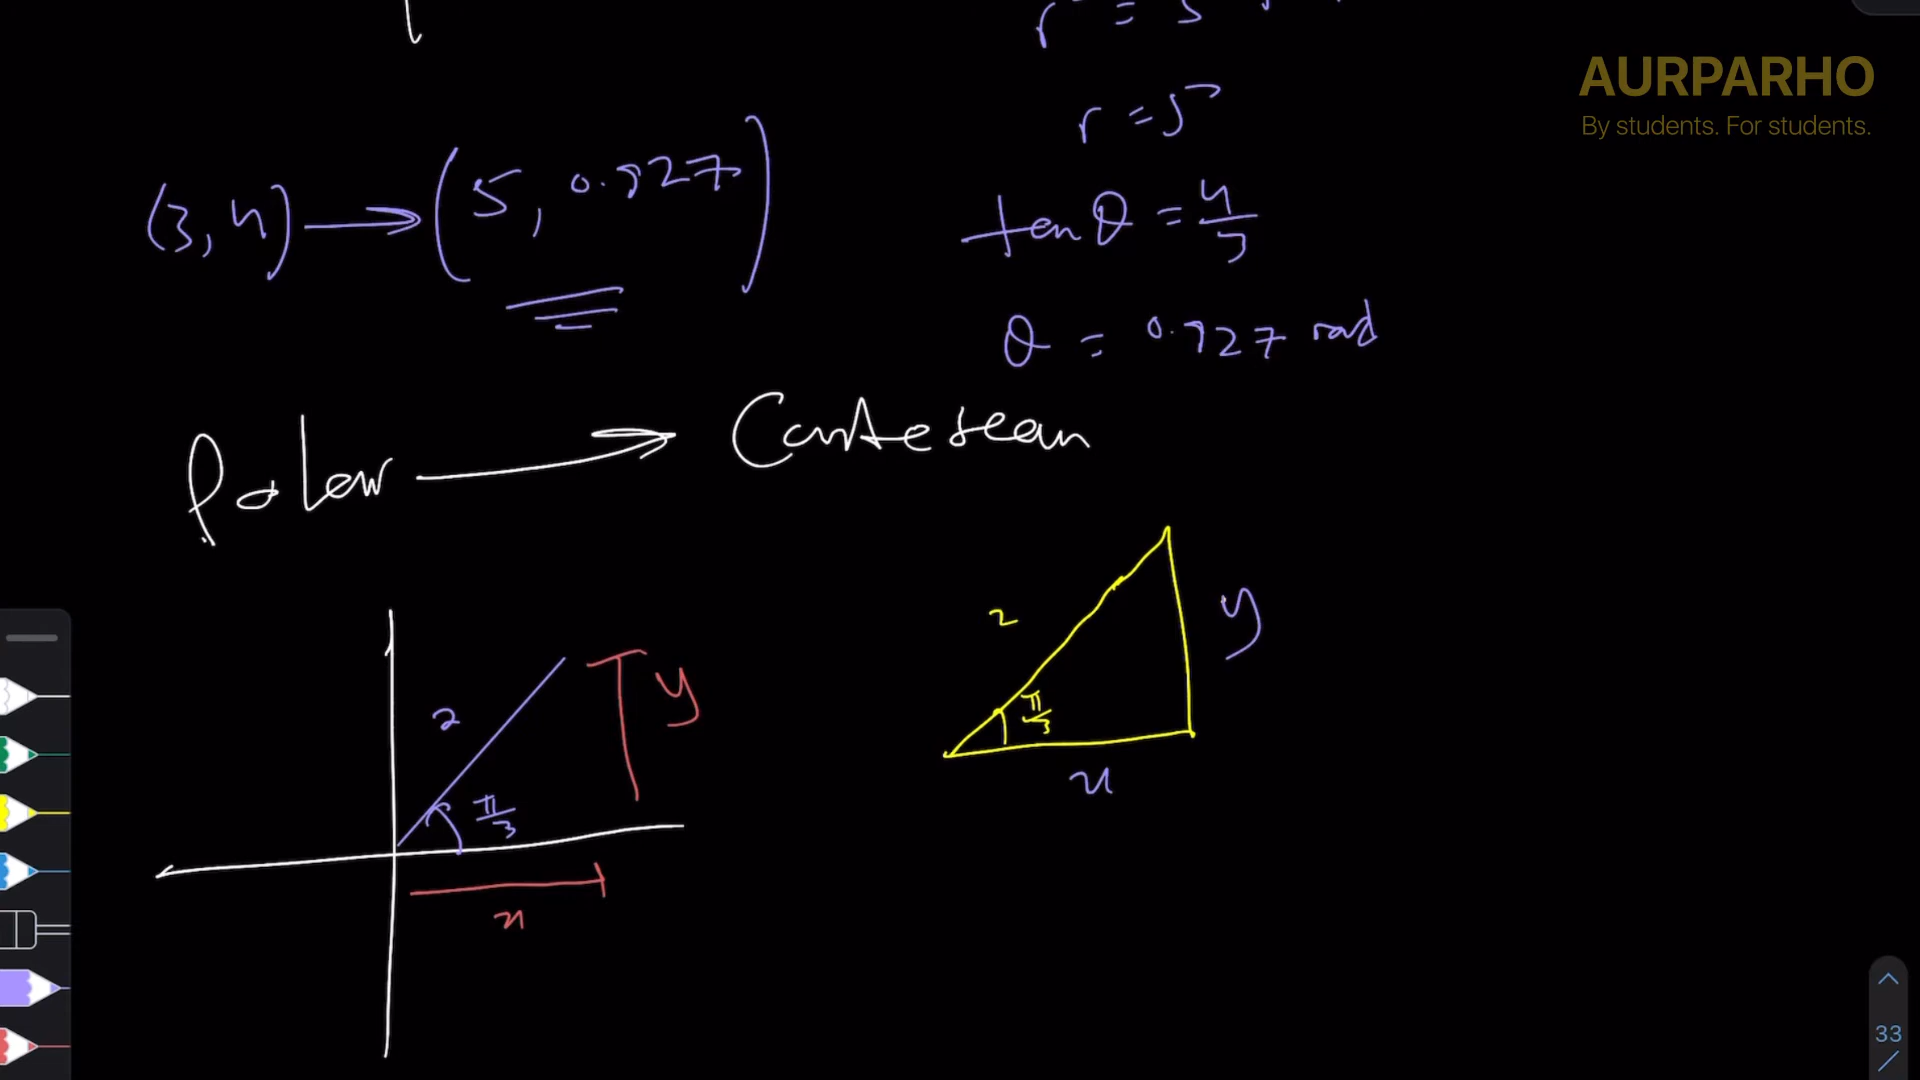 AURPARHO
By students. For students.
r = 5
(3, 4) → (5, 0.927)
tan θ = 4/3
θ = 0.927 rad
Polar → Cartesean
2
y
π/3
x
2
y
π/3
x
33